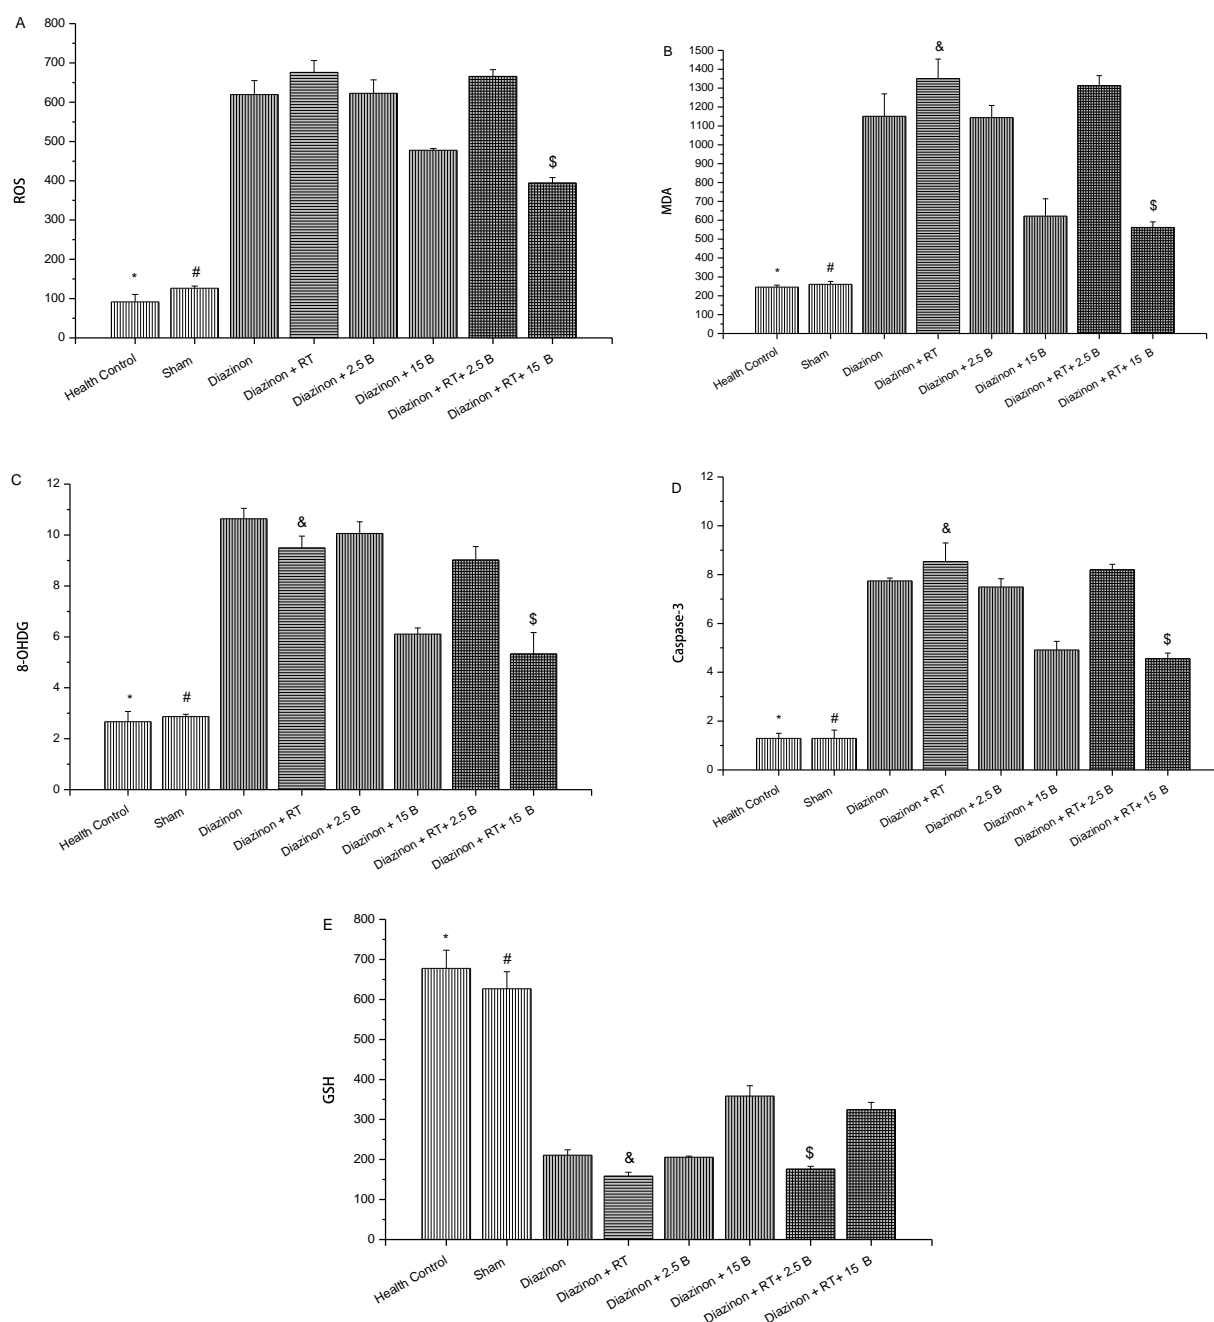 A
800
700
600
500
400
300
200
100
0
ROS
*
#
$
Health Control
Sham
Diazinon
Diazinon + RT
Diazinon + 2.5 B
Diazinon + 15 B
Diazinon + RT+ 2.5 B
Diazinon + RT+ 15 B
B
1500
1400
1300
1200
1100
1000
900
800
700
600
500
400
300
200
100
0
MDA
*
#
&
$
Health Control
Sham
Diazinon
Diazinon + RT
Diazinon + 2.5 B
Diazinon + 15 B
Diazinon + RT+ 2.5 B
Diazinon + RT+ 15 B
C
12
10
8
6
4
2
0
8-OHDG
*
#
&
$
Health Control
Sham
Diazinon
Diazinon + RT
Diazinon + 2.5 B
Diazinon + 15 B
Diazinon + RT+ 2.5 B
Diazinon + RT+ 15 B
D
12
10
8
6
4
2
0
Caspase-3
*
#
&
$
Health Control
Sham
Diazinon
Diazinon + RT
Diazinon + 2.5 B
Diazinon + 15 B
Diazinon + RT+ 2.5 B
Diazinon + RT+ 15 B
E
800
700
600
500
400
300
200
100
0
GSH
*
#
&
$
Health Control
Sham
Diazinon
Diazinon + RT
Diazinon + 2.5 B
Diazinon + 15 B
Diazinon + RT+ 2.5 B
Diazinon + RT+ 15 B